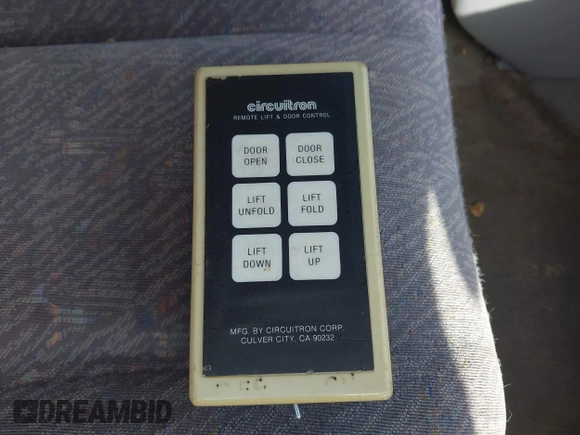 circuitron
REMOTE LIFT & DOOR CONTROL
DOOR OPEN
DOOR CLOSE
LIFT UNFOLD
LIFT FOLD
LIFT DOWN
LIFT UP
MFG. BY CIRCUITRON CORP.
CULVER CITY, CA 90232
DREAMBID